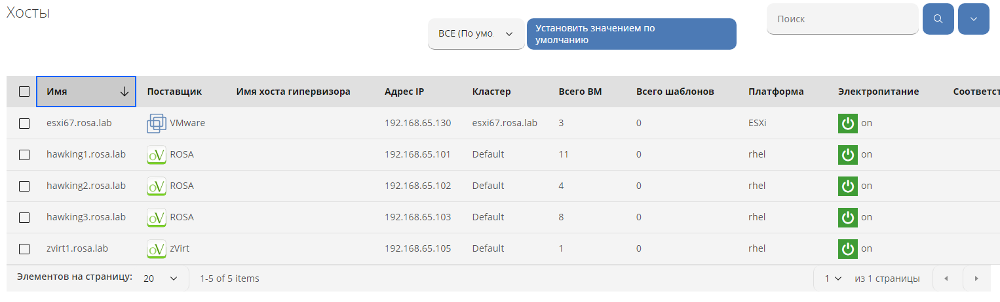 Хосты
ВСЕ (По умо
Установить значением по
умолчанию
Поиск
Имя Поставщик Имя хоста гипервизора Адрес IP Кластер Всего ВМ Всего шаблонов Платформа Электропитание Соответст
esxi67.rosa.lab VMware 192.168.65.130 esxi67.rosa.lab 3 0 ESXi on
hawking1.rosa.lab oV ROSA 192.168.65.101 Default 11 0 rhel on
hawking2.rosa.lab oV ROSA 192.168.65.102 Default 4 0 rhel on
hawking3.rosa.lab oV ROSA 192.168.65.103 Default 8 0 rhel on
zvirt1.rosa.lab oV zVirt 192.168.65.105 Default 1 0 rhel on
Элементов на страницу: 20 1-5 of 5 items 1 из 1 страницы